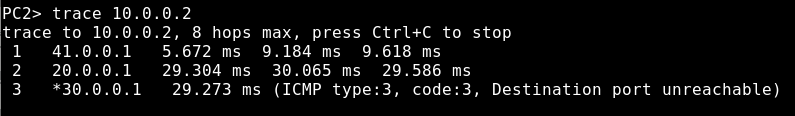 PC2> trace 10.0.0.2
trace to 10.0.0.2, 8 hops max, press Ctrl+C to stop
 1   41.0.0.1   5.672 ms  9.184 ms  9.618 ms
 2   20.0.0.1   29.304 ms  30.065 ms  29.586 ms
 3   *30.0.0.1   29.273 ms (ICMP type:3, code:3, Destination port unreachable)